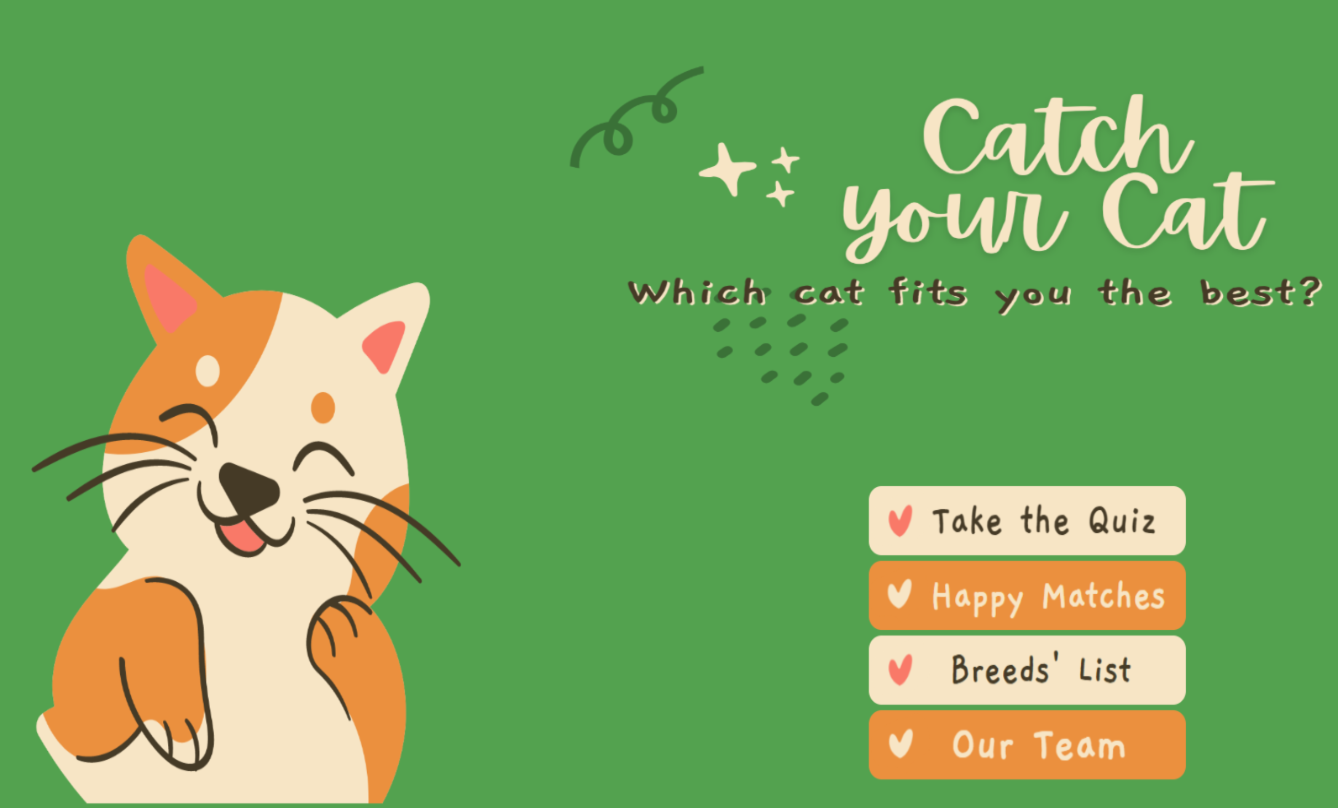 Catch
your Cat
Which cat fits you the best?
Take the Quiz
Happy Matches
Breeds' List
Our Team